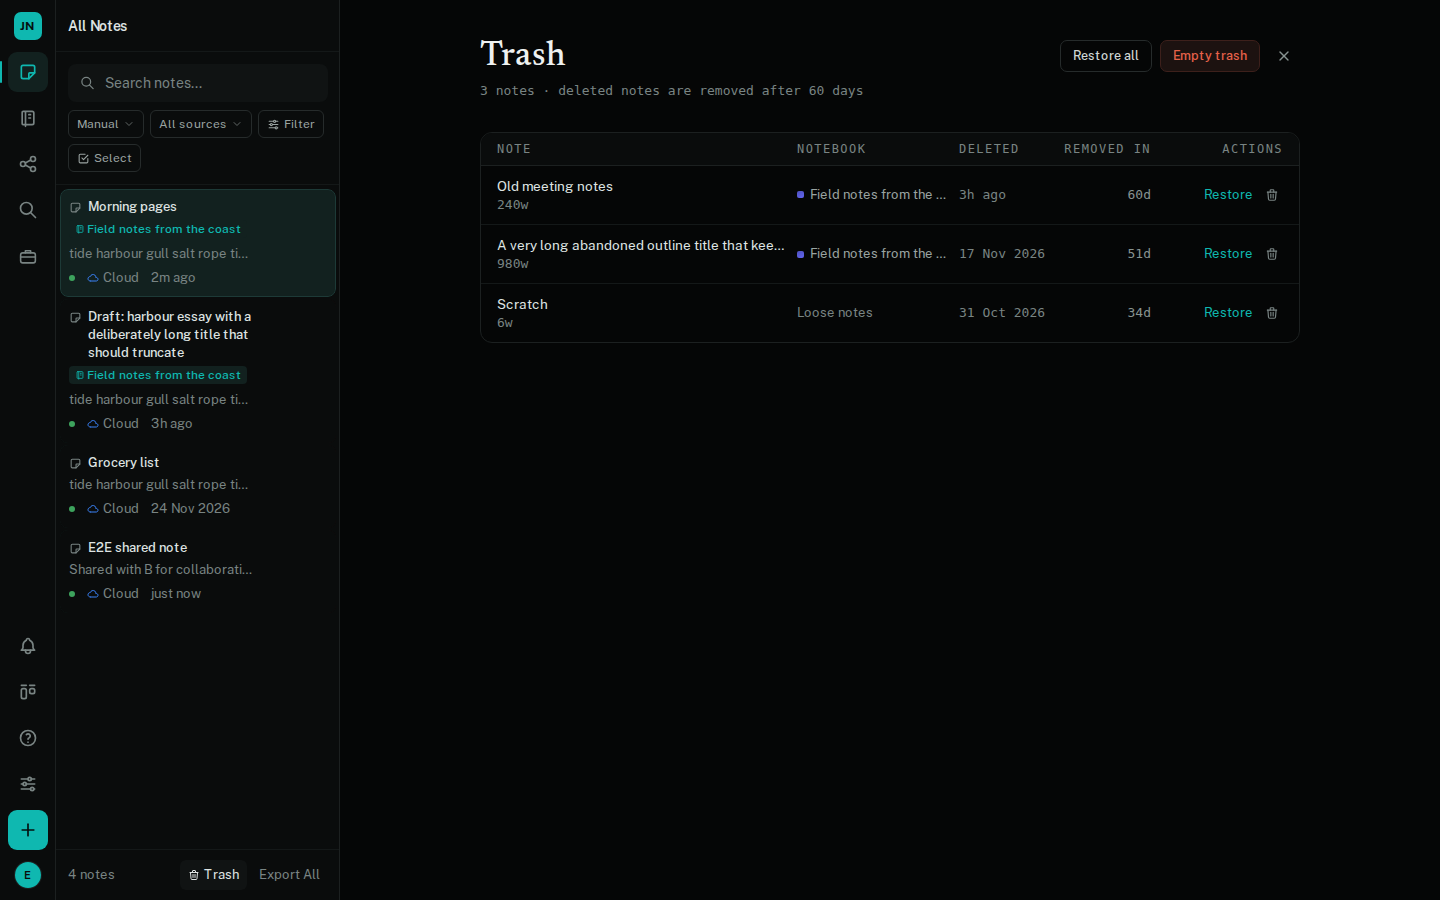 JN
All Notes
Search notes...
Manual
All sources
Filter
Select
Morning pages
Field notes from the coast
tide harbour gull salt rope ti...
Cloud 2m ago
Draft: harbour essay with a
deliberately long title that
should truncate
Field notes from the coast
tide harbour gull salt rope ti...
Cloud 3h ago
Grocery list
tide harbour gull salt rope ti...
Cloud 24 Nov 2026
E2E shared note
Shared with B for collaborati...
Cloud just now
E
4 notes
Trash
Export All
Trash
Restore all
Empty trash
3 notes · deleted notes are removed after 60 days
NOTE NOTEBOOK DELETED REMOVED IN ACTIONS
Old meeting notes
240w
Field notes from the ... 3h ago 60d Restore
A very long abandoned outline title that kee...
980w
Field notes from the ... 17 Nov 2026 51d Restore
Scratch
6w
Loose notes 31 Oct 2026 34d Restore